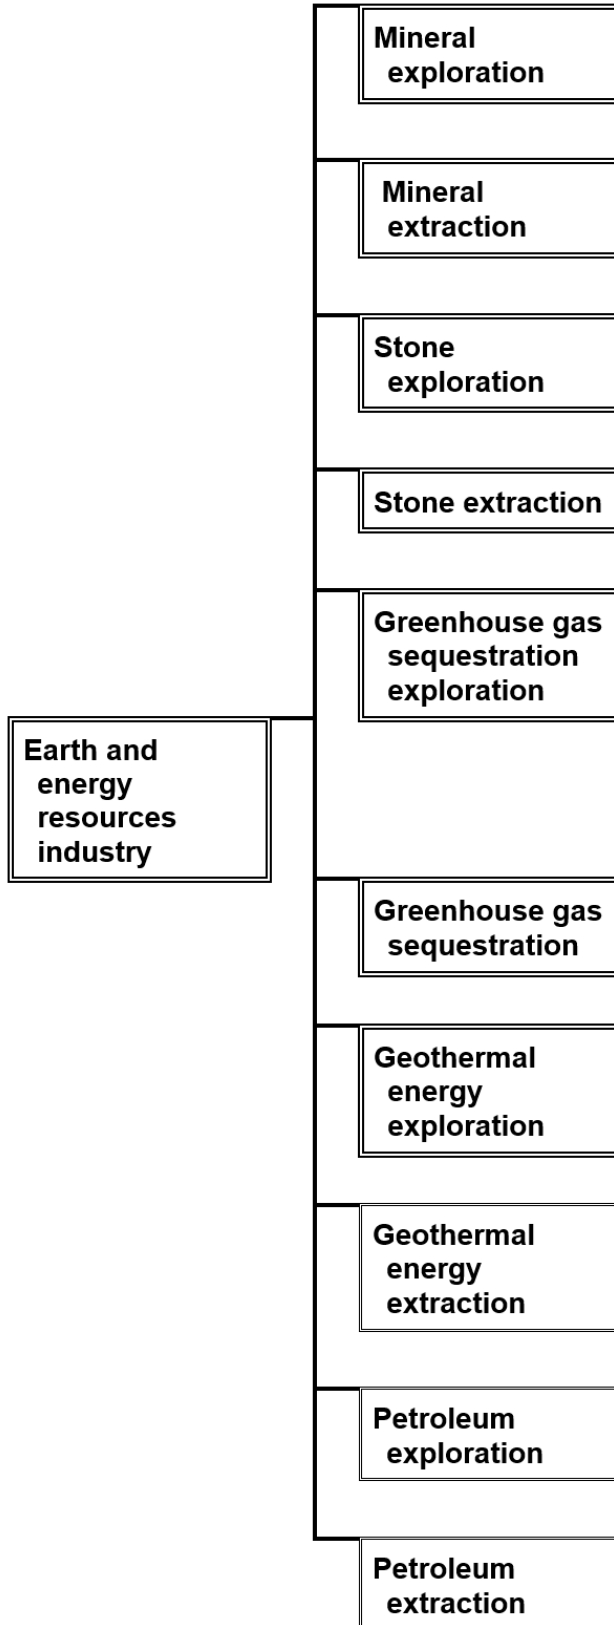 Mineral
exploration
Mineral
extraction
Stone
exploration
Stone extraction
Greenhouse gas
sequestration
exploration
Earth and
energy
resources
industry
Greenhouse gas
sequestration
Geothermal
energy
exploration
Geothermal
energy
extraction
Petroleum
exploration
Petroleum
extraction